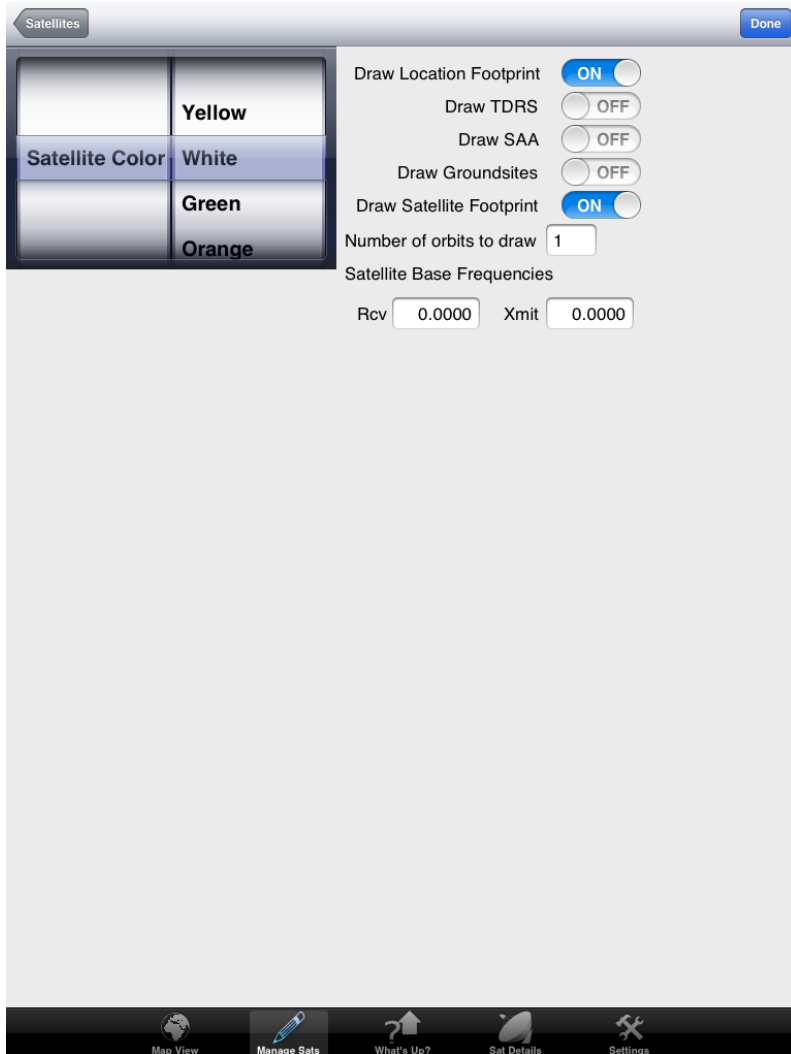 Satellites
Done
Yellow
Satellite Color White
Green
Orange
Draw Location Footprint ON
Draw TDRS OFF
Draw SAA OFF
Draw Groundsites OFF
Draw Satellite Footprint ON
Number of orbits to draw 1
Satellite Base Frequencies
Rcv 0.0000 Xmit 0.0000
Map View Manage Sats What's Up? Sat Details Settings